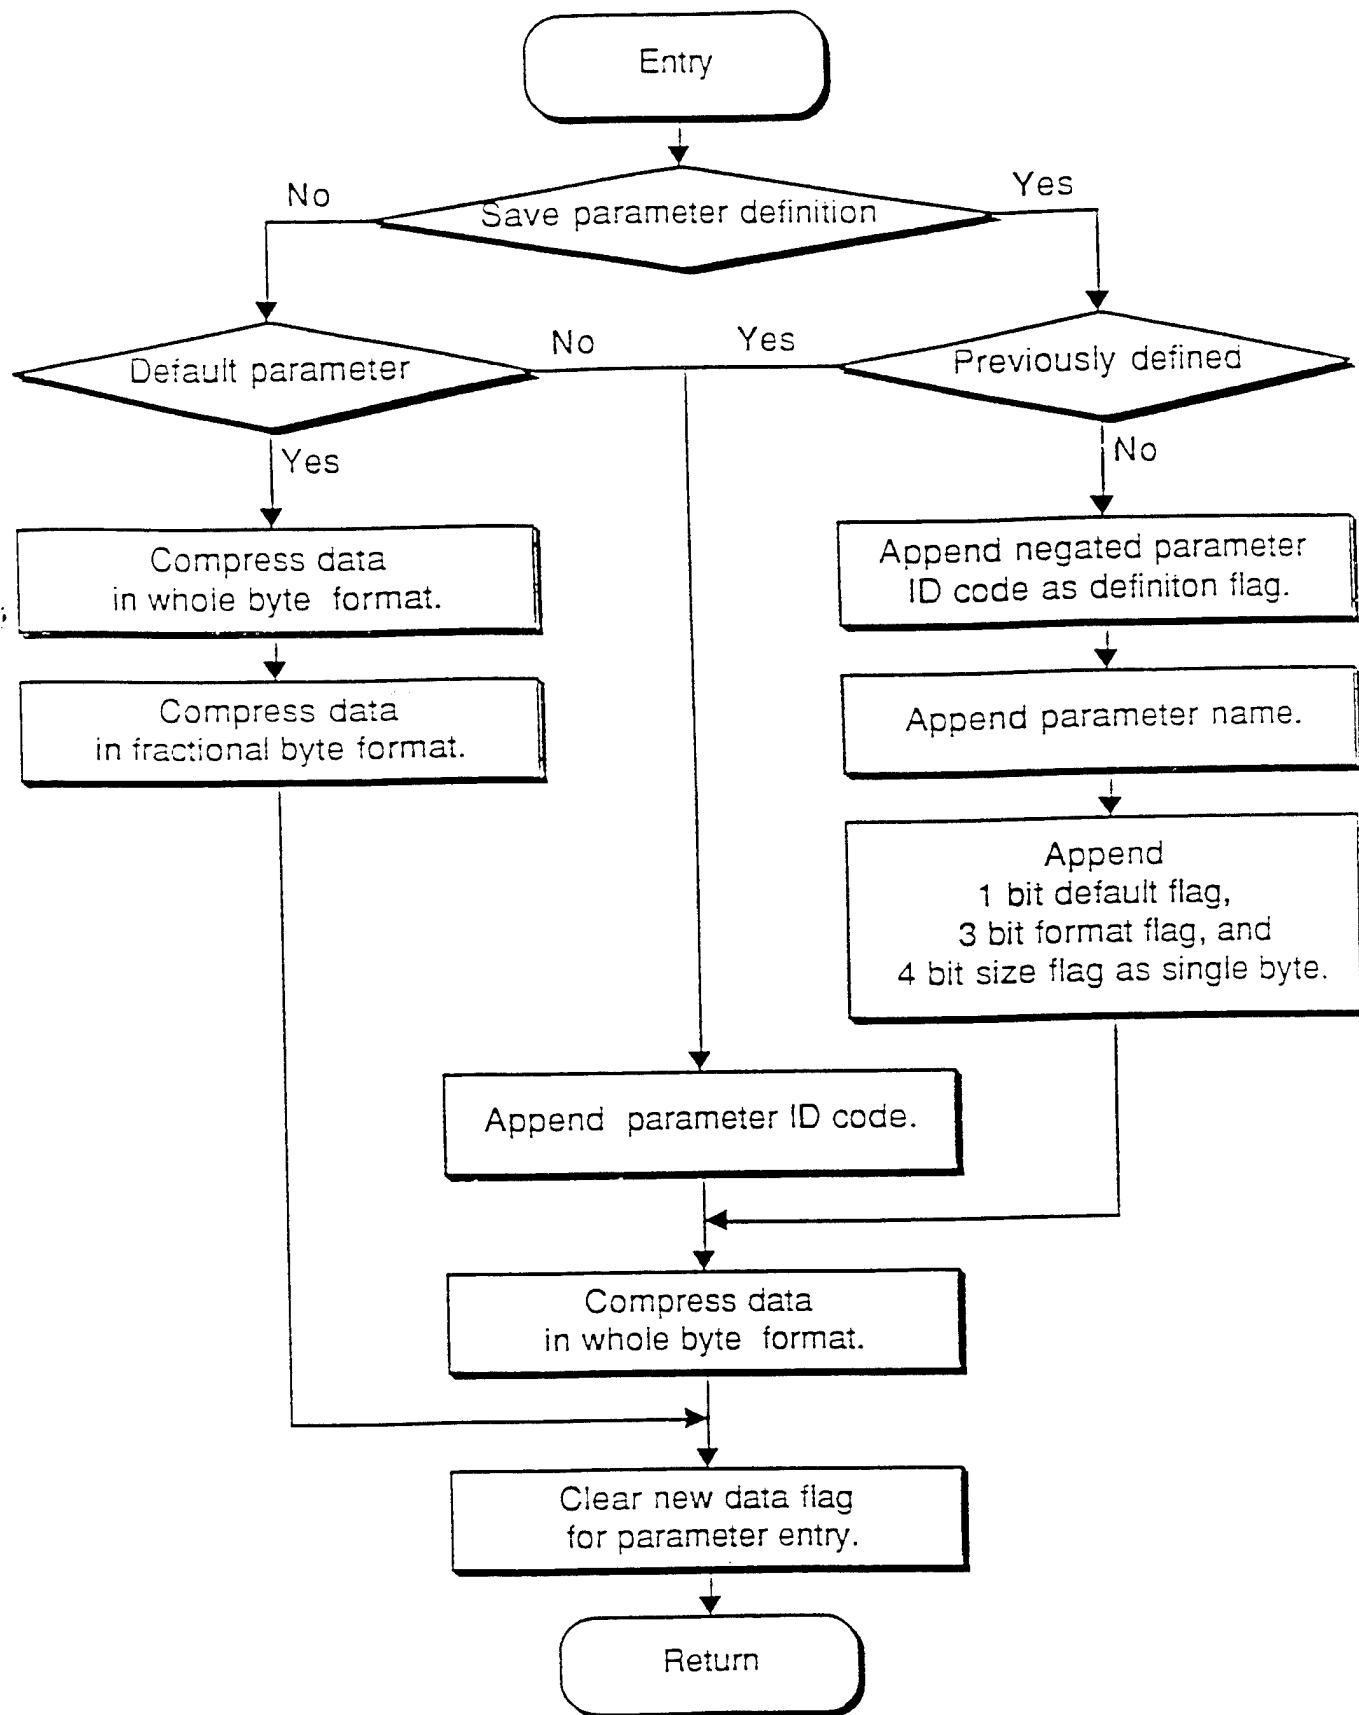 Entry
No
Yes
Save parameter definition
No
Yes
Default parameter
Previously defined
Yes
No
Compress data
in whole byte format.
Append negated parameter
ID code as definiton flag.
Compress data
in fractional byte format.
Append parameter name.
Append
1 bit default flag,
3 bit format flag, and
4 bit size flag as single byte.
Append parameter ID code.
Compress data
in whole byte format.
Clear new data flag
for parameter entry.
Return